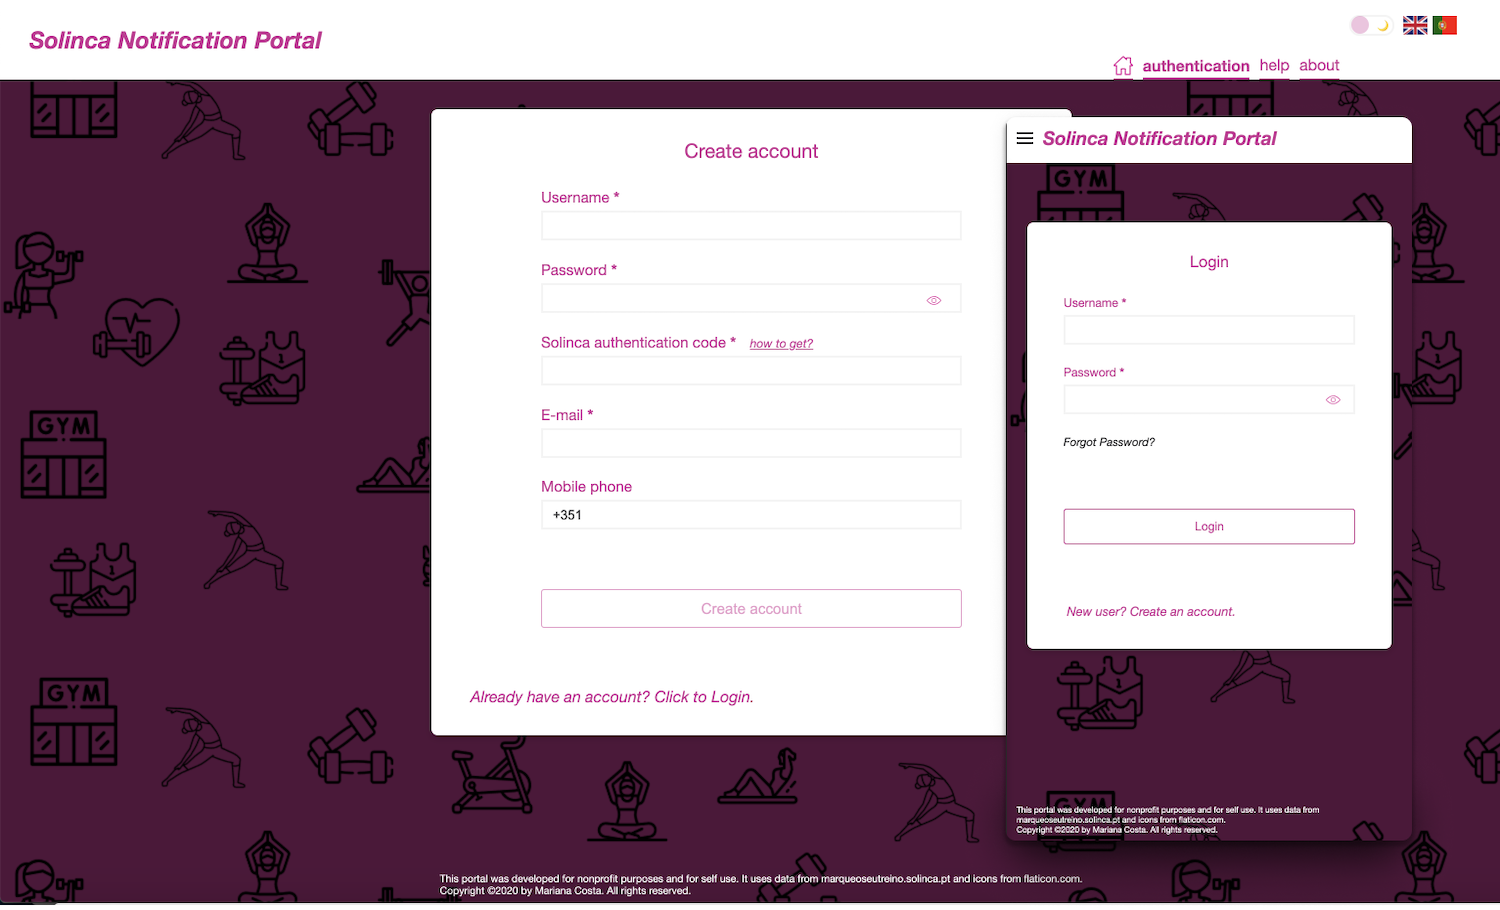 Solinca Notification Portal
authentication
help
about
Create account
Username *
Password *
Solinca authentication code * how to get?
E-mail *
Mobile phone
+351
Create account
Already have an account? Click to Login.
This portal was developed for nonprofit purposes and for self use. It uses data from marqueoseutreino.solinca.pt and icons from flaticon.com.
Copyright ©2020 by Mariana Costa. All rights reserved.
Solinca Notification Portal
Login
Username *
Password *
Forgot Password?
Login
New user? Create an account.
This portal was developed for nonprofit purposes and for self use. It uses data from
marqueoseutreino.solinca.pt and icons from flaticon.com.
Copyright ©2020 by Mariana Costa. All rights reserved.
GYM
GYM
GYM
GYM
1
1
1
1